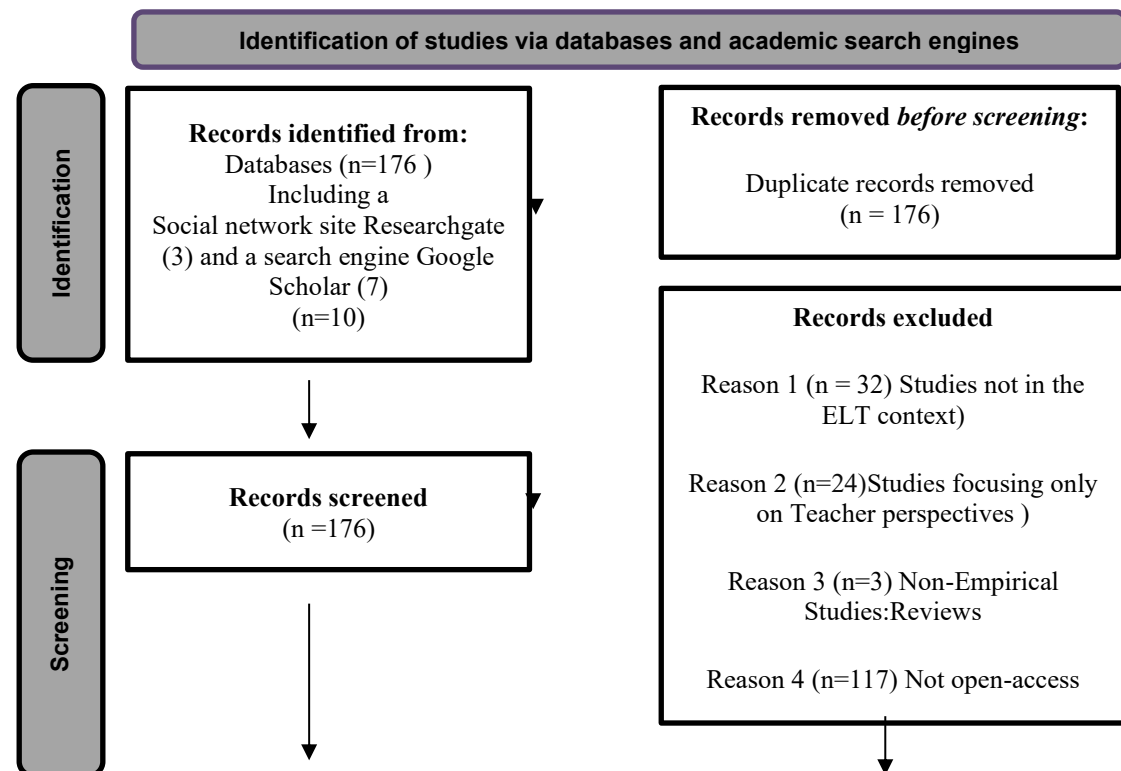 Identification of studies via databases and academic search engines
Identification
Records identified from:
Databases (n=176 )
Including a
Social network site Researchgate
(3) and a search engine Google
Scholar (7)
(n=10)
Records removed before screening:
Duplicate records removed
(n = 176)
Screening
Records screened
(n =176)
Records excluded
Reason 1 (n = 32) Studies not in the
ELT context)
Reason 2 (n=24)Studies focusing only
on Teacher perspectives )
Reason 3 (n=3) Non-Empirical
Studies:Reviews
Reason 4 (n=117) Not open-access